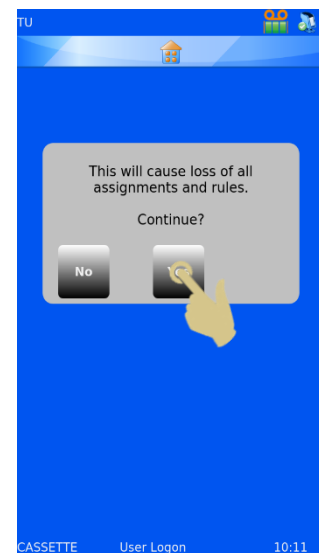 TU
This will cause loss of all
assignments and rules.
Continue?
No
CASSETTE User Logon 10:11